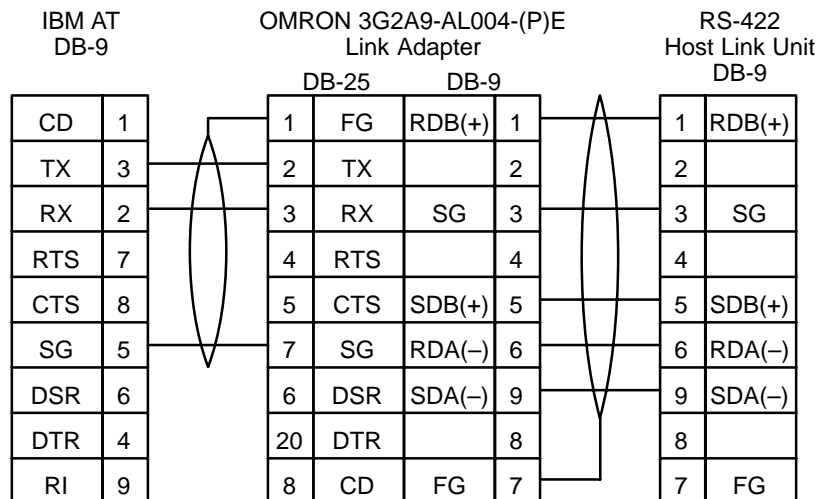 IBM AT
DB-9
OMRON 3G2A9-AL004-(P)E
Link Adapter
RS-422
Host Link Unit
DB-9
DB-25 DB-9
CD 1 1 FG RDB(+) 1 1 RDB(+)
TX 3 2 TX 2 2
RX 2 3 RX SG 3 3 SG
RTS 7 4 RTS 4 4
CTS 8 5 CTS SDB(+) 5 5 SDB(+)
SG 5 7 SG RDA(–) 6 6 RDA(–)
DSR 6 6 DSR SDA(–) 9 9 SDA(–)
DTR 4 20 DTR 8 8
RI 9 8 CD FG 7 7 FG